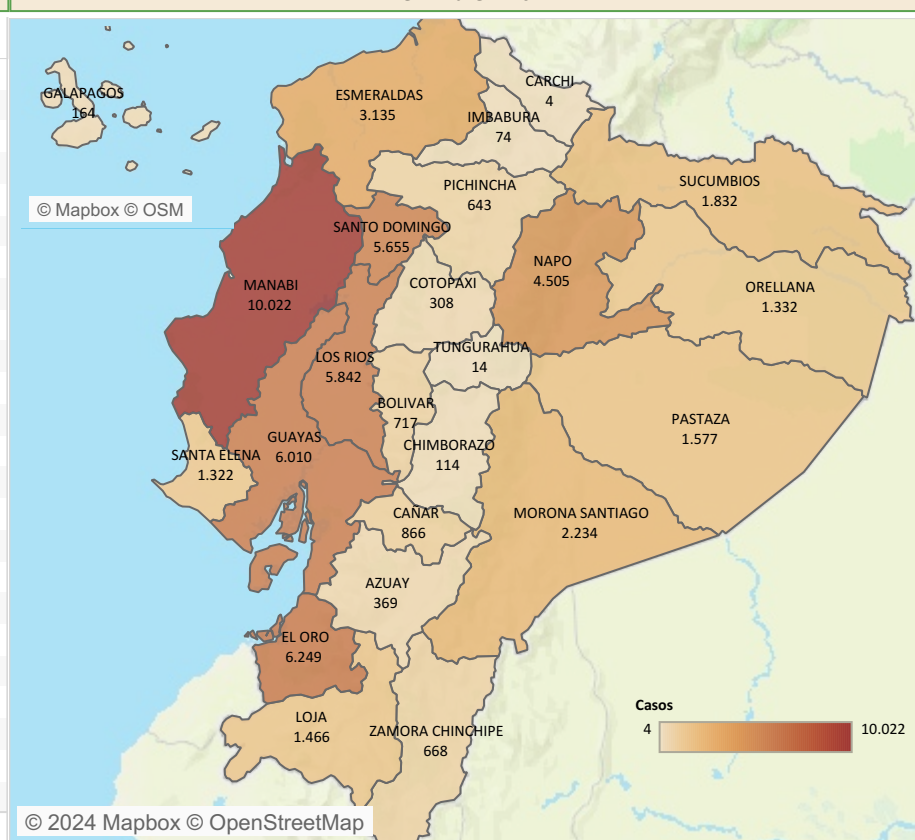 CARCHI
4
GALAPAGOS
164
ESMERALDAS
3.135
IMBABURA
74
PICHINCHA
643
SUCUMBIOS
1.832
© Mapbox © OSM
SANTO DOMINGO
5.655
NAPO
4.505
MANABI
10.022
COTOPAXI
308
ORELLANA
1.332
LOS RIOS
5.842
TUNGURAHUA
14
BOLIVAR
717
PASTAZA
1.577
GUAYAS
6.010
CHIMBORAZO
114
SANTA ELENA
1.322
CAÑAR
866
MORONA SANTIAGO
2.234
AZUAY
369
EL ORO
6.249
LOJA
1.466
ZAMORA CHINCHIPE
668
Casos
4
10.022
© 2024 Mapbox © OpenStreetMap